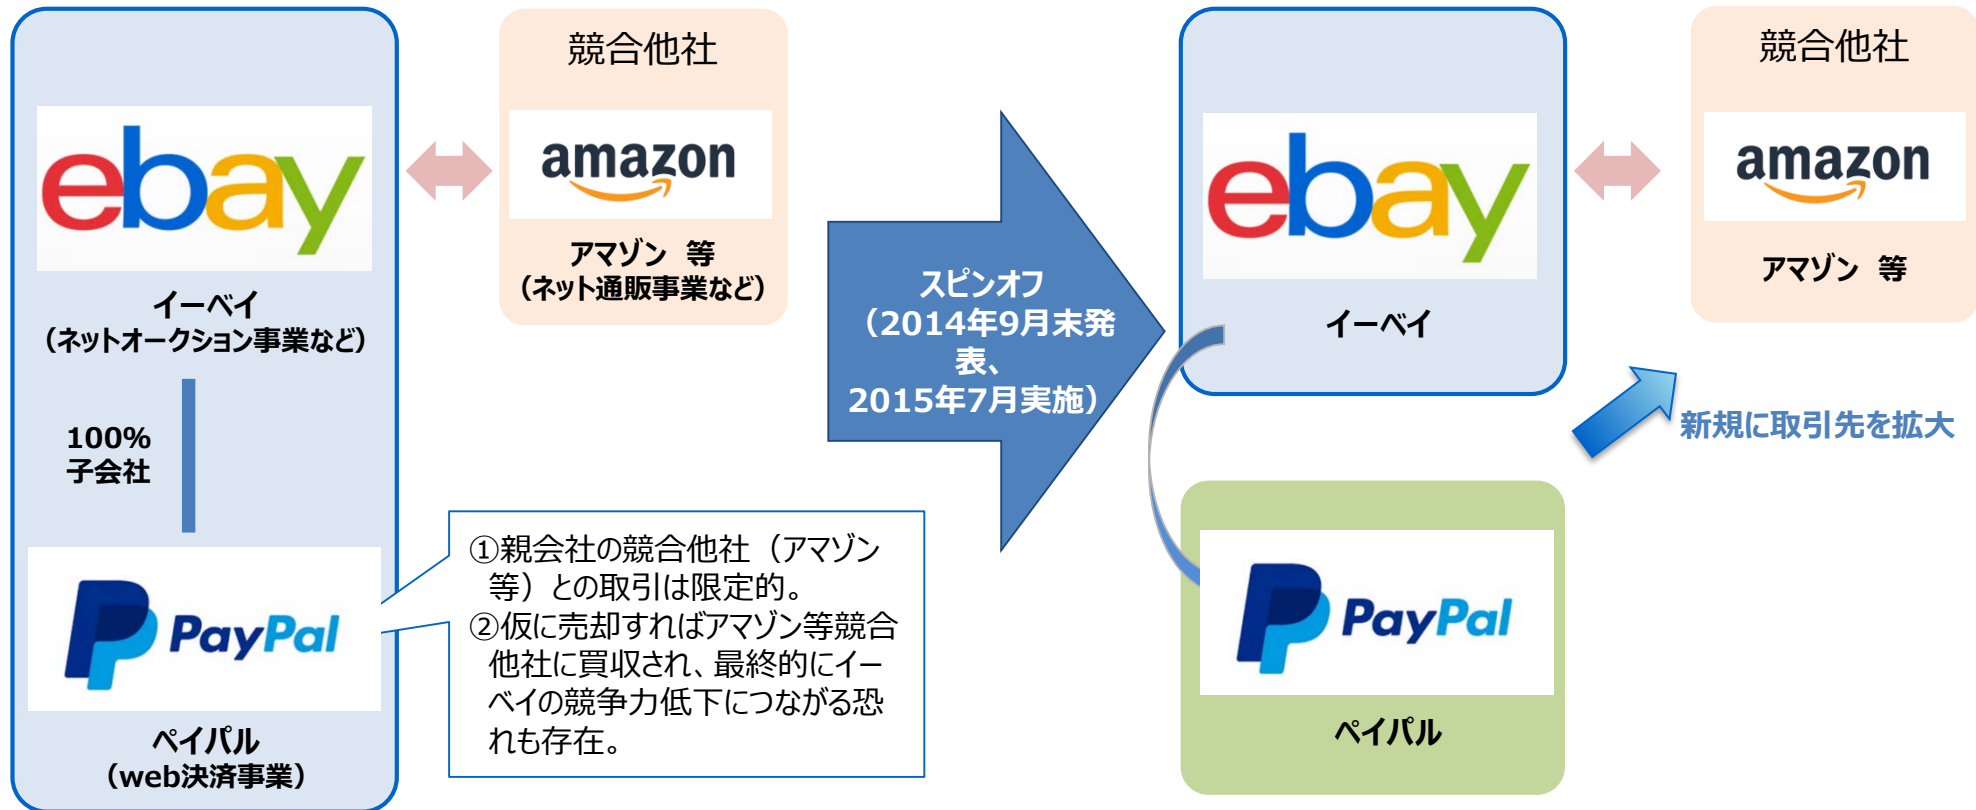 ebay
イーベイ
（ネットオークション事業など）
100%
子会社
PayPal
ペイパル
（web決済事業）
競合他社
amazon
アマゾン 等
（ネット通販事業など）
①親会社の競合他社（アマゾン
等）との取引は限定的。
②仮に売却すればアマゾン等競合
他社に買収され、最終的にイー
ベイの競争力低下につながる恐
れも存在。
スピンオフ
（2014年9月末発
表、
2015年7月実施）
ebay
イーベイ
競合他社
amazon
アマゾン 等
新規に取引先を拡大
PayPal
ペイパル